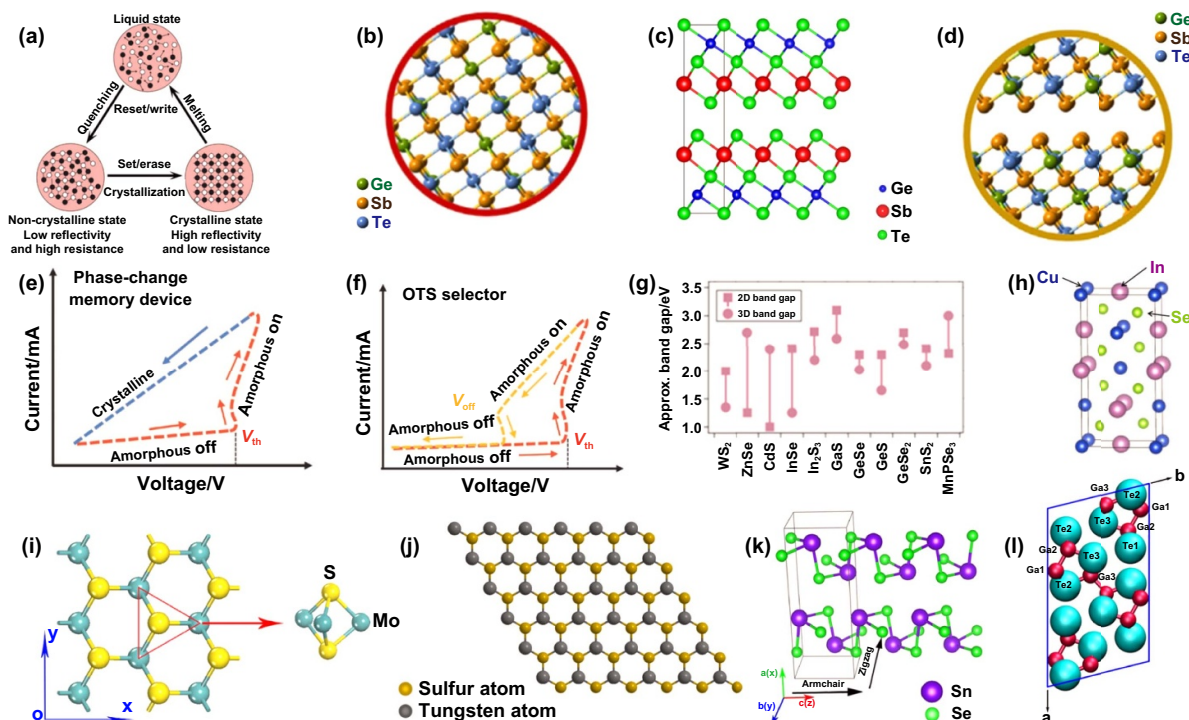 (a)
Liquid state
Quenching
Reset/write
Melting
Set/erase
Crystallization
Non-crystalline state
Low reflectivity
and high resistance
Crystalline state
High reflectivity
and low resistance
(b)
Ge
Sb
Te
(c)
Ge
Sb
Te
(d)
Ge
Sb
Te
(e)
Phase-change
memory device
Current/mA
Crystalline
Amorphous on
Amorphous off
Vth
Voltage/V
(f)
OTS selector
Current/mA
Amorphous on
Amorphous on
Voff
Amorphous off
Amorphous off
Vth
Voltage/V
(g)
Approx. band gap/eV
3.5
3.0
2.5
2.0
1.5
1.0
2D band gap
3D band gap
WS2
ZnSe
CdS
InSe
In2S3
GaS
GeSe
GeS
GeSe2
SnS2
MnPSe3
(h)
Cu
In
Se
(i)
y
o
x
S
Mo
(j)
Sulfur atom
Tungsten atom
(k)
a(x)
b(y)
c(z)
Armchair
Zigzag
Sn
Se
(l)
b
Ga3
Te2
Ga1
Te2
Te3
Ga2
Ga2
Te3
Te1
Ga1
Te2
Ga3
a